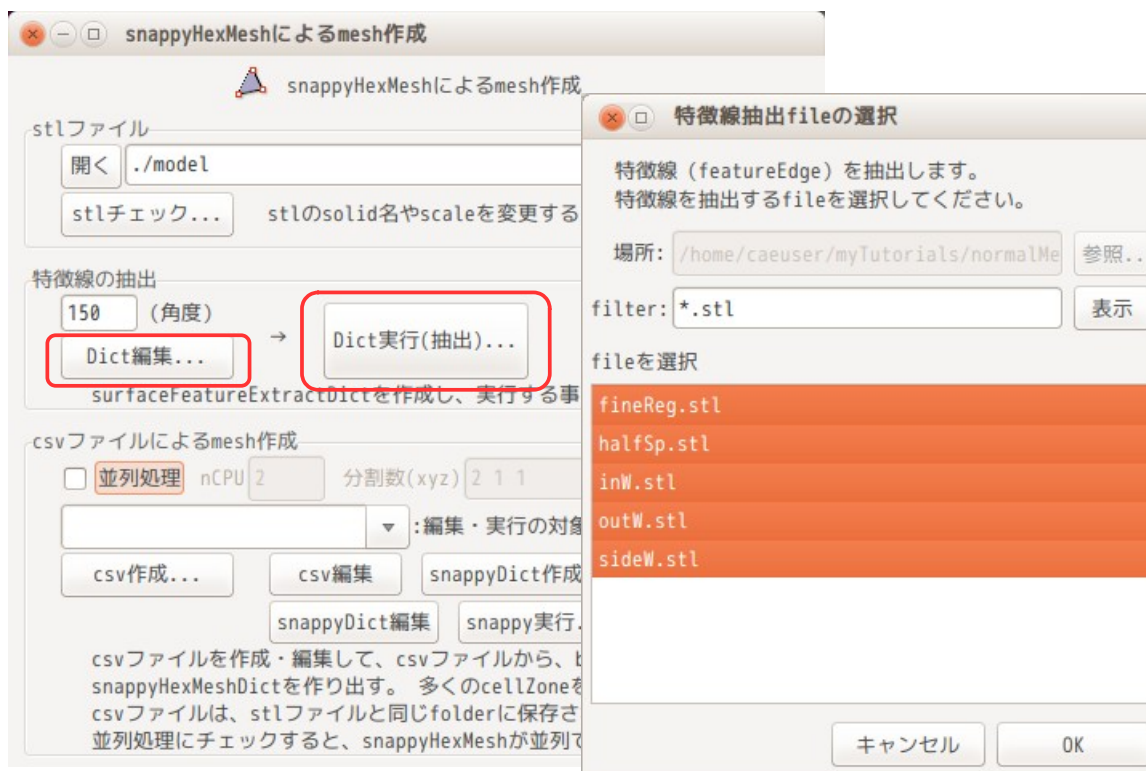 snappyHexMeshによるmesh作成
snappyHexMeshによるmesh作成
stlファイル
開く ./model
stlチェック... stlのsolid名やscaleを変更する
特徴線の抽出
150 (角度)
→ Dict実行(抽出)...
Dict編集...
surfaceFeatureExtractDictを作成し、実行する事
csvファイルによるmesh作成
並列処理 nCPU 2 分割数(xyz) 2 1 1
:編集・実行の対象
csv作成... csv編集 snappyDict作成
snappyDict編集 snappy実行.
csvファイルを作成・編集して、csvファイルから、
snappyHexMeshDictを作り出す。 多くのcellZoneを
csvファイルは、stlファイルと同じfolderに保存さ
並列処理にチェックすると、snappyHexMeshが並列で
特徴線抽出fileの選択
特徴線 (featureEdge) を抽出します。
特徴線を抽出するfileを選択してください。
場所: /home/caeuser/myTutorials/normalMe 参照..
filter: *.stl 表示
fileを選択
fineReg.stl
halfSp.stl
inW.stl
outW.stl
sideW.stl
キャンセル OK